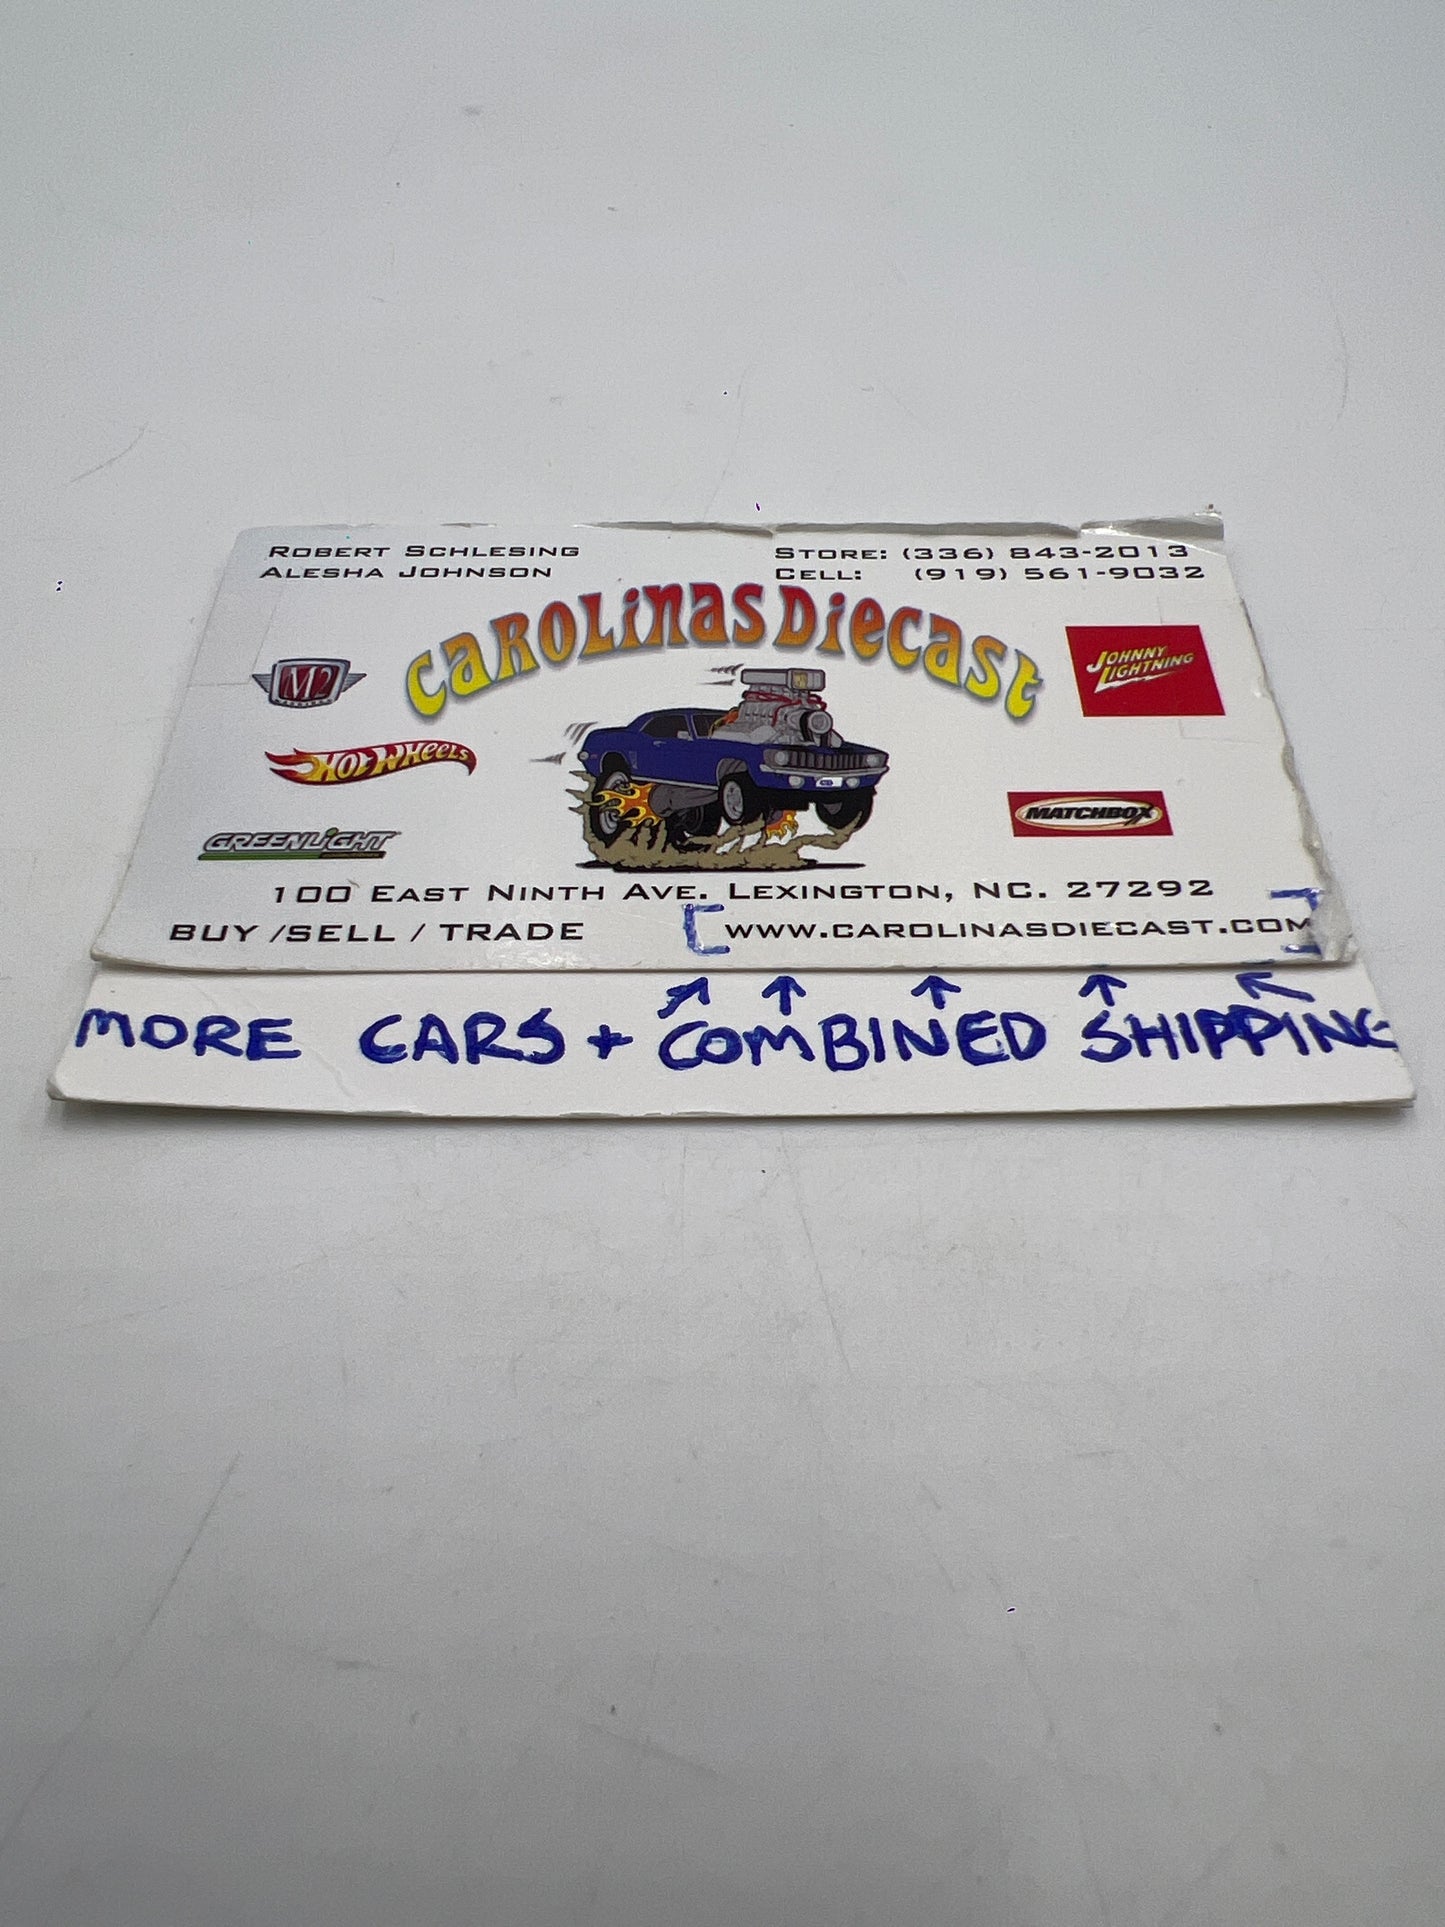 ROBERT SCHLESING
ALESHA JOHNSON
STORE: (336) 843-2013
CELL: (919) 561-9032
CAROLINAS DIECAST
M2
JOHNNY LIGHTNING
HOT WHEELS
MATCHBOX
GREENLIGHT
100 EAST NINTH AVE. LEXINGTON, NC. 27292
BUY /SELL / TRADE [WWW.CAROLINASDIECAST.COM]
MORE CARS + COMBINED SHIPPING